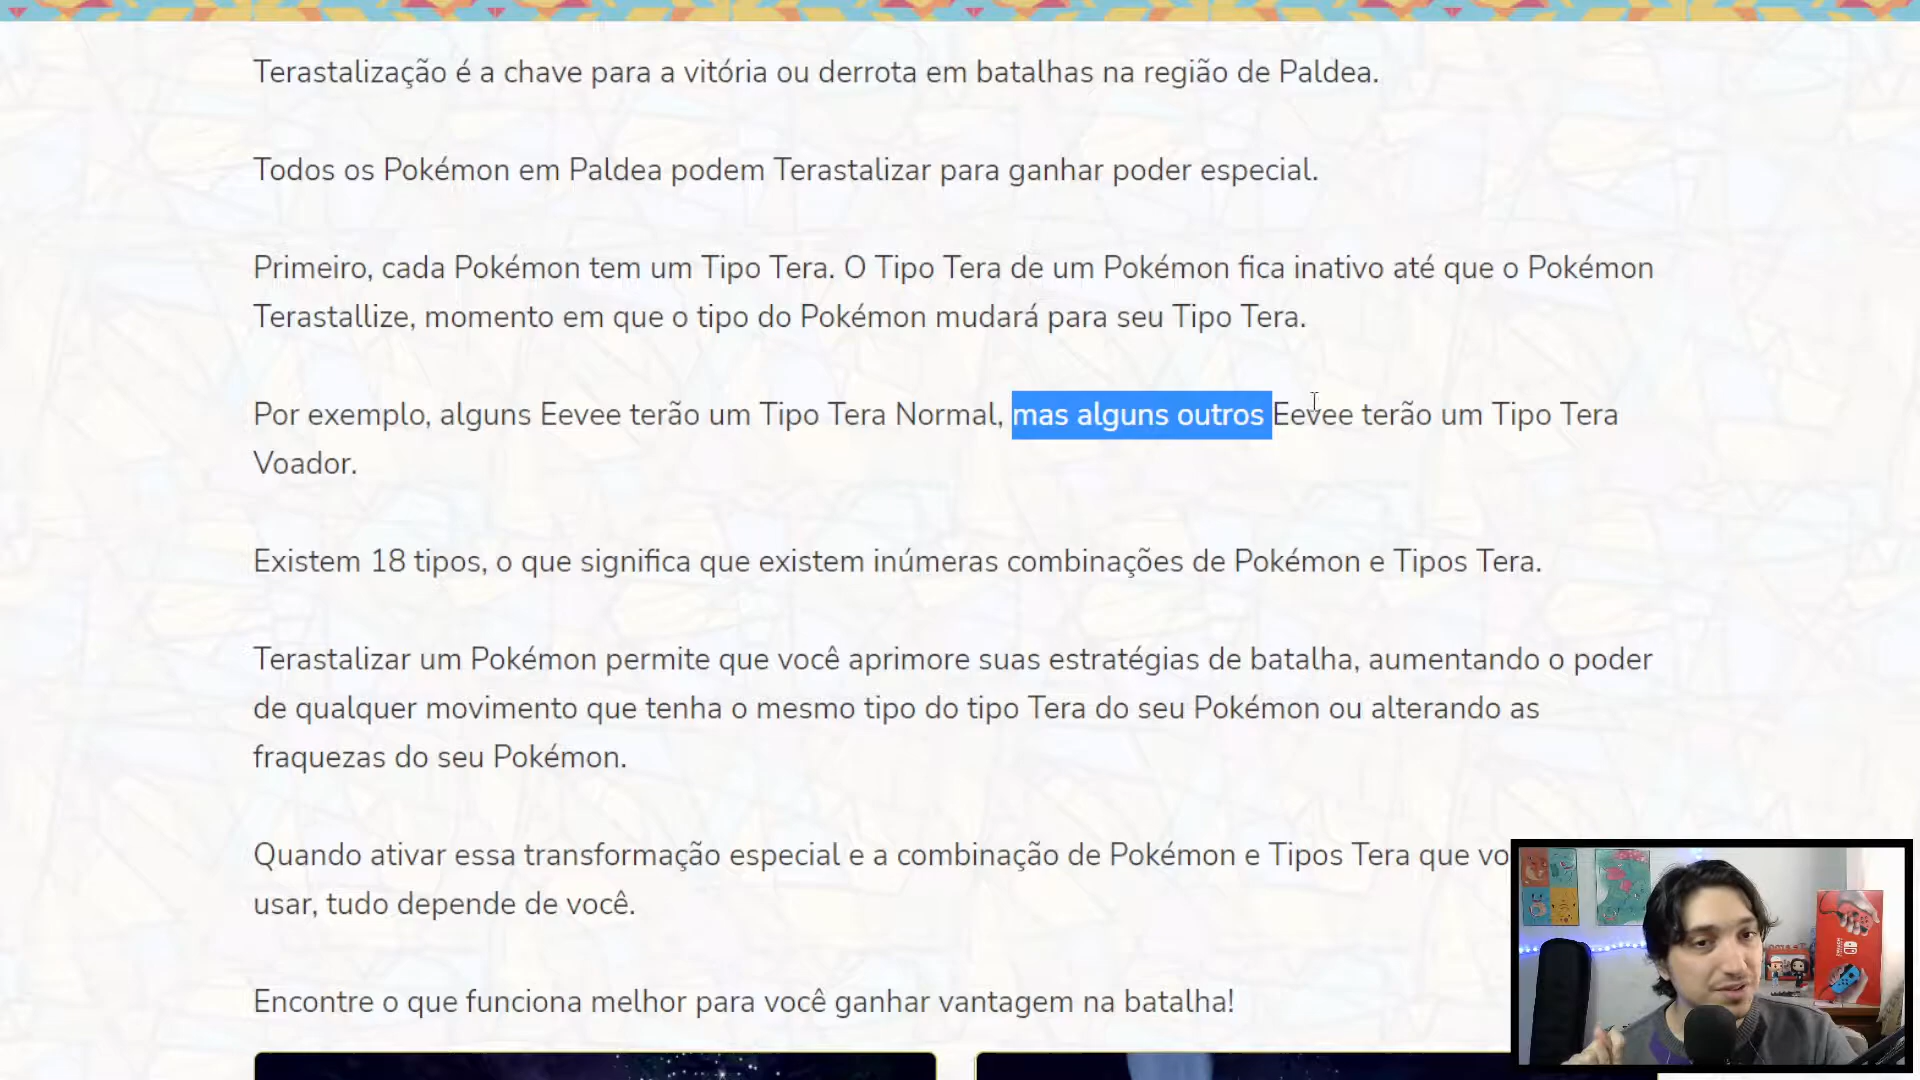 Terastalização é a chave para a vitória ou derrota em batalhas na região de Paldea.
Todos os Pokémon em Paldea podem Terastalizar para ganhar poder especial.
Primeiro, cada Pokémon tem um Tipo Tera. O Tipo Tera de um Pokémon fica inativo até que o Pokémon
Terastallize, momento em que o tipo do Pokémon mudará para seu Tipo Tera.
Por exemplo, alguns Eevee terão um Tipo Tera Normal, mas alguns outros Eevee terão um Tipo Tera
Voador.
Existem 18 tipos, o que significa que existem inúmeras combinações de Pokémon e Tipos Tera.
Terastalizar um Pokémon permite que você aprimore suas estratégias de batalha, aumentando o poder
de qualquer movimento que tenha o mesmo tipo do tipo Tera do seu Pokémon ou alterando as
fraquezas do seu Pokémon.
Quando ativar essa transformação especial e a combinação de Pokémon e Tipos Tera que vo
usar, tudo depende de você.
Encontre o que funciona melhor para você ganhar vantagem na batalha!